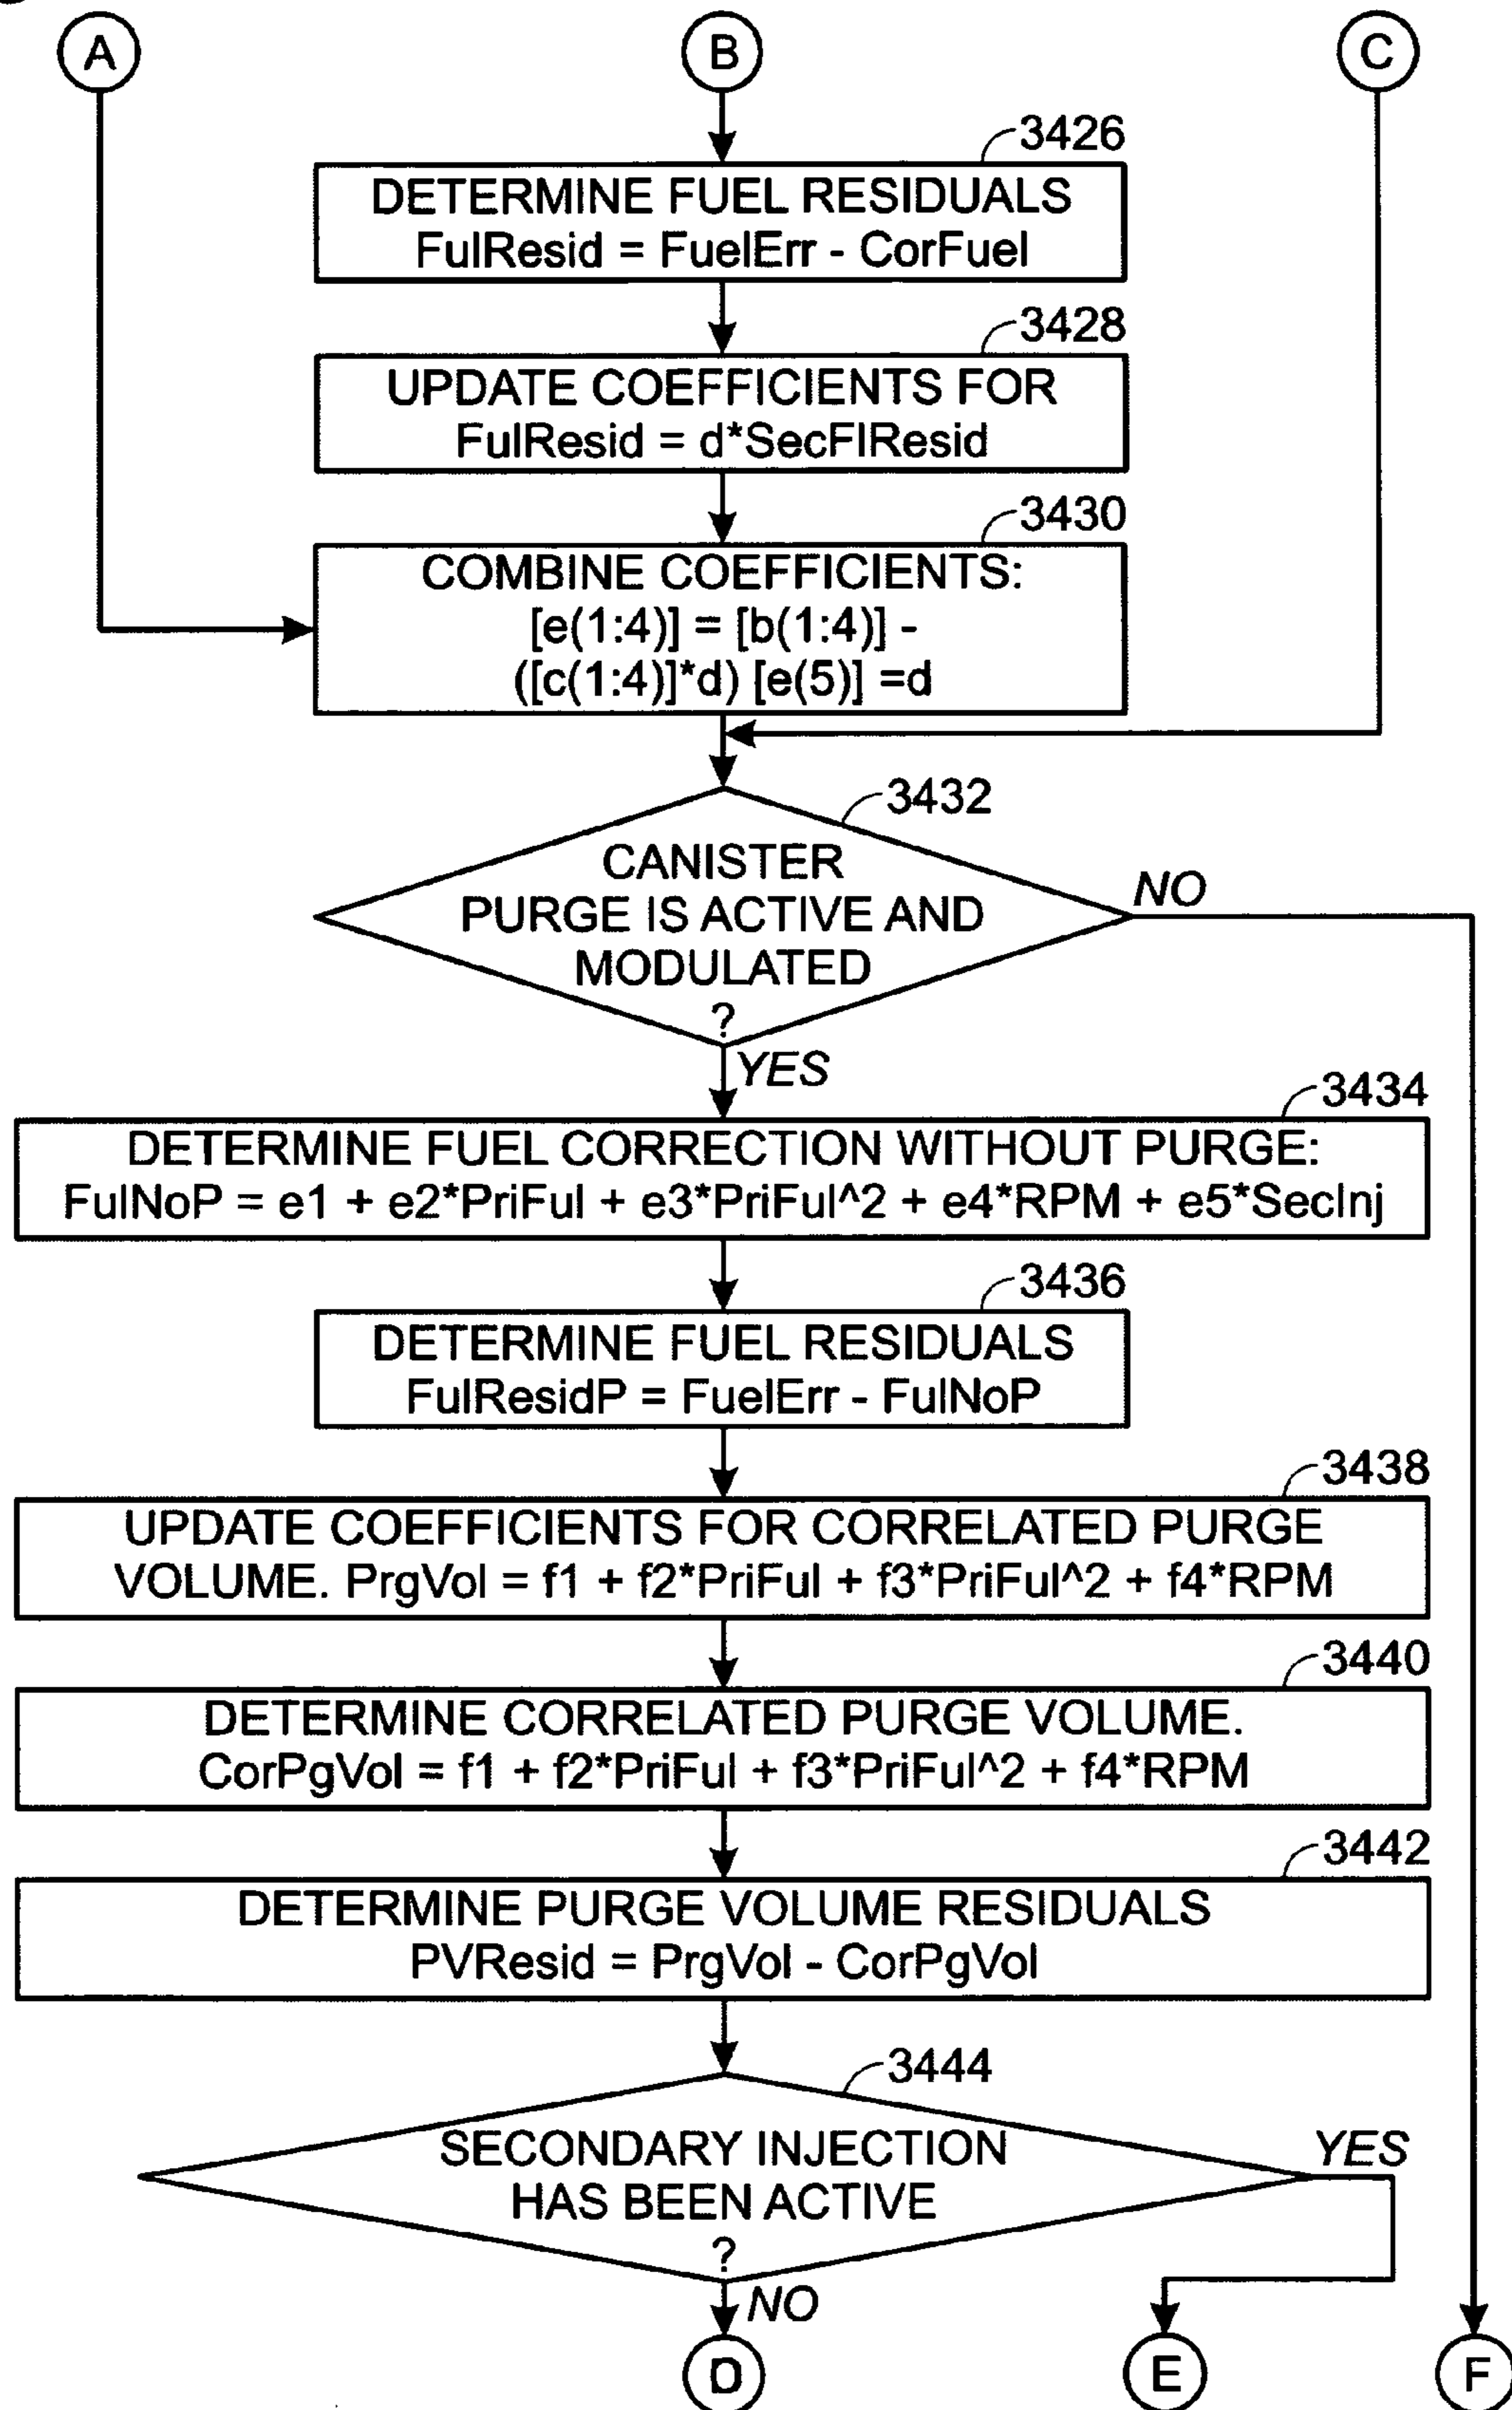 A
B
C
3426
DETERMINE FUEL RESIDUALS
FulResid = FuelErr - CorFuel
3428
UPDATE COEFFICIENTS FOR
FulResid = d*SecFlResid
3430
COMBINE COEFFICIENTS:
[e(1:4)] = [b(1:4)] -
([c(1:4)]*d) [e(5)] =d
3432
CANISTER
PURGE IS ACTIVE AND
MODULATED
?
NO
YES
3434
DETERMINE FUEL CORRECTION WITHOUT PURGE:
FulNoP = e1 + e2*PriFul + e3*PriFul^2 + e4*RPM + e5*SecInj
3436
DETERMINE FUEL RESIDUALS
FulResidP = FuelErr - FulNoP
3438
UPDATE COEFFICIENTS FOR CORRELATED PURGE
VOLUME. PrgVol = f1 + f2*PriFul + f3*PriFul^2 + f4*RPM
3440
DETERMINE CORRELATED PURGE VOLUME.
CorPgVol = f1 + f2*PriFul + f3*PriFul^2 + f4*RPM
3442
DETERMINE PURGE VOLUME RESIDUALS
PVResid = PrgVol - CorPgVol
3444
SECONDARY INJECTION
HAS BEEN ACTIVE
?
YES
NO
D
E
F